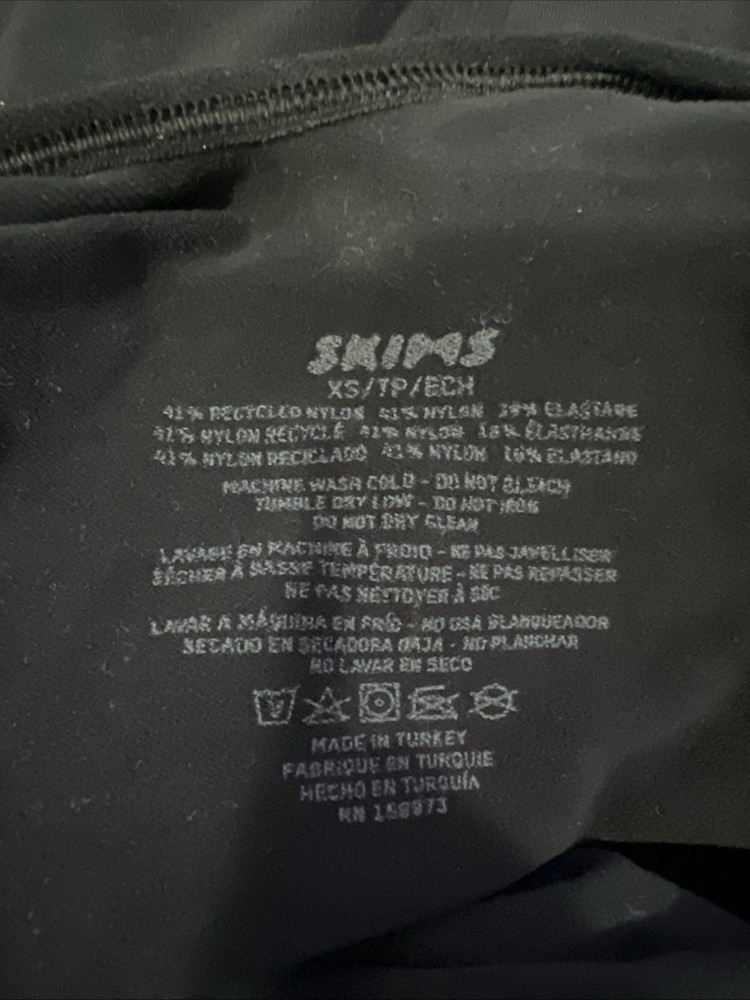 SKIMS
XS/TP/ECH
41% RECYCLED NYLON 41% NYLON 18% ELASTANE
41% NYLON RECYCLÉ 41% NYLON 18% ÉLASTHANNE
41% NYLON RECICLADO 41% NYLON 18% ELASTANO
MACHINE WASH COLD - DO NOT BLEACH
TUMBLE DRY LOW - DO NOT IRON
DO NOT DRY CLEAN
LAVAGE EN MACHINE À FROID - NE PAS JAVELLISER
SÉCHER À BASSE TEMPÉRATURE - NE PAS REPASSER
NE PAS NETTOYER À SEC
LAVAR A MÁQUINA EN FRÍO - NO USA BLANQUEADOR
SECADO EN SECADORA BAJA - NO PLANCHAR
NO LAVAR EN SECO
MADE IN TURKEY
FABRIQUE EN TURQUIE
HECHO EN TURQUÍA
RN